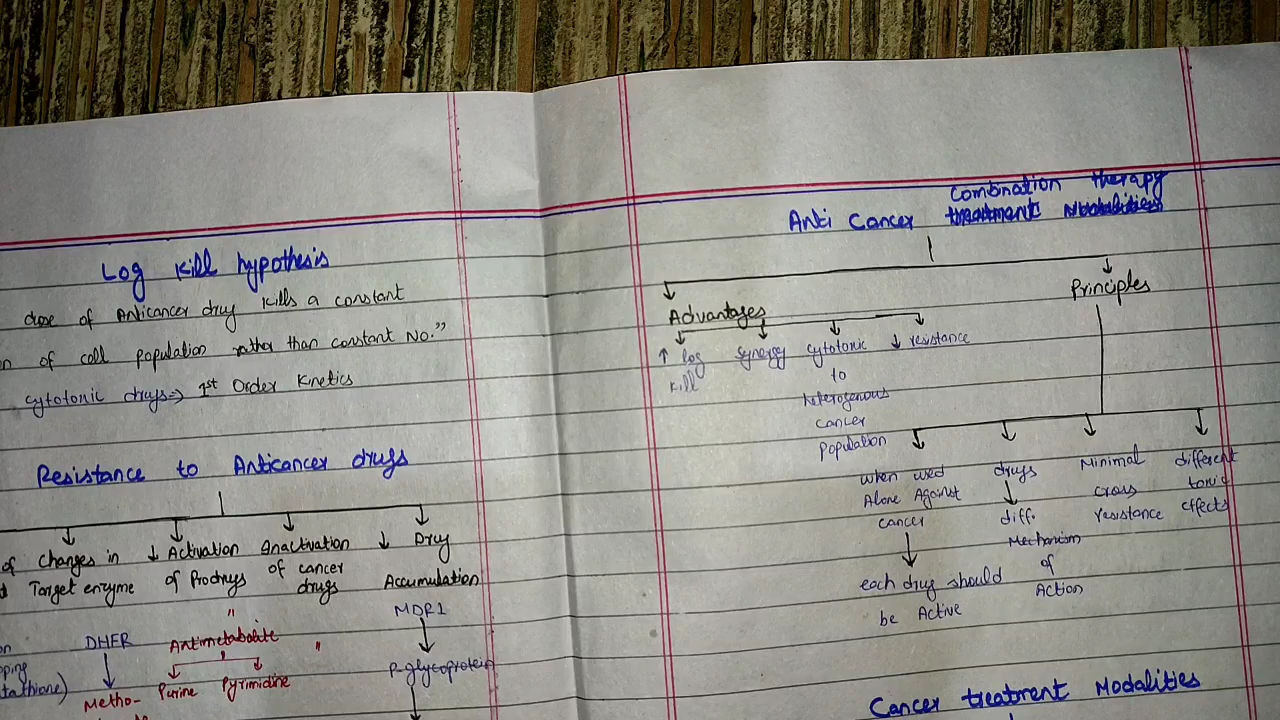 Log Kill hypothesis
dose of Anticancer drug Kills a constant
of cell population rather than constant No."
cytotoxic drugs => 1st Order Kinetics
Resistance to Anticancer drugs
of Changes in ↓ Activation Inactivation ↓ Drug
Target enzyme of Prodrugs of cancer drugs Accumulation
" MDR1
DHFR Antimetabolite "
P-glycoprotein
tathione) Metho- Purine Pyrimidine
Combination therapy
Anti Cancer treatment Modalities
Principles
Advantages
↑ log synergy cytotoxic ↓ resistance
kill to
heterogenous
cancer
population
when used drugs Minimal different
Alone Against cross toxic
cancer diff. resistance effects
Mechanism
each drug should of
be Active Action
Cancer treatment Modalities